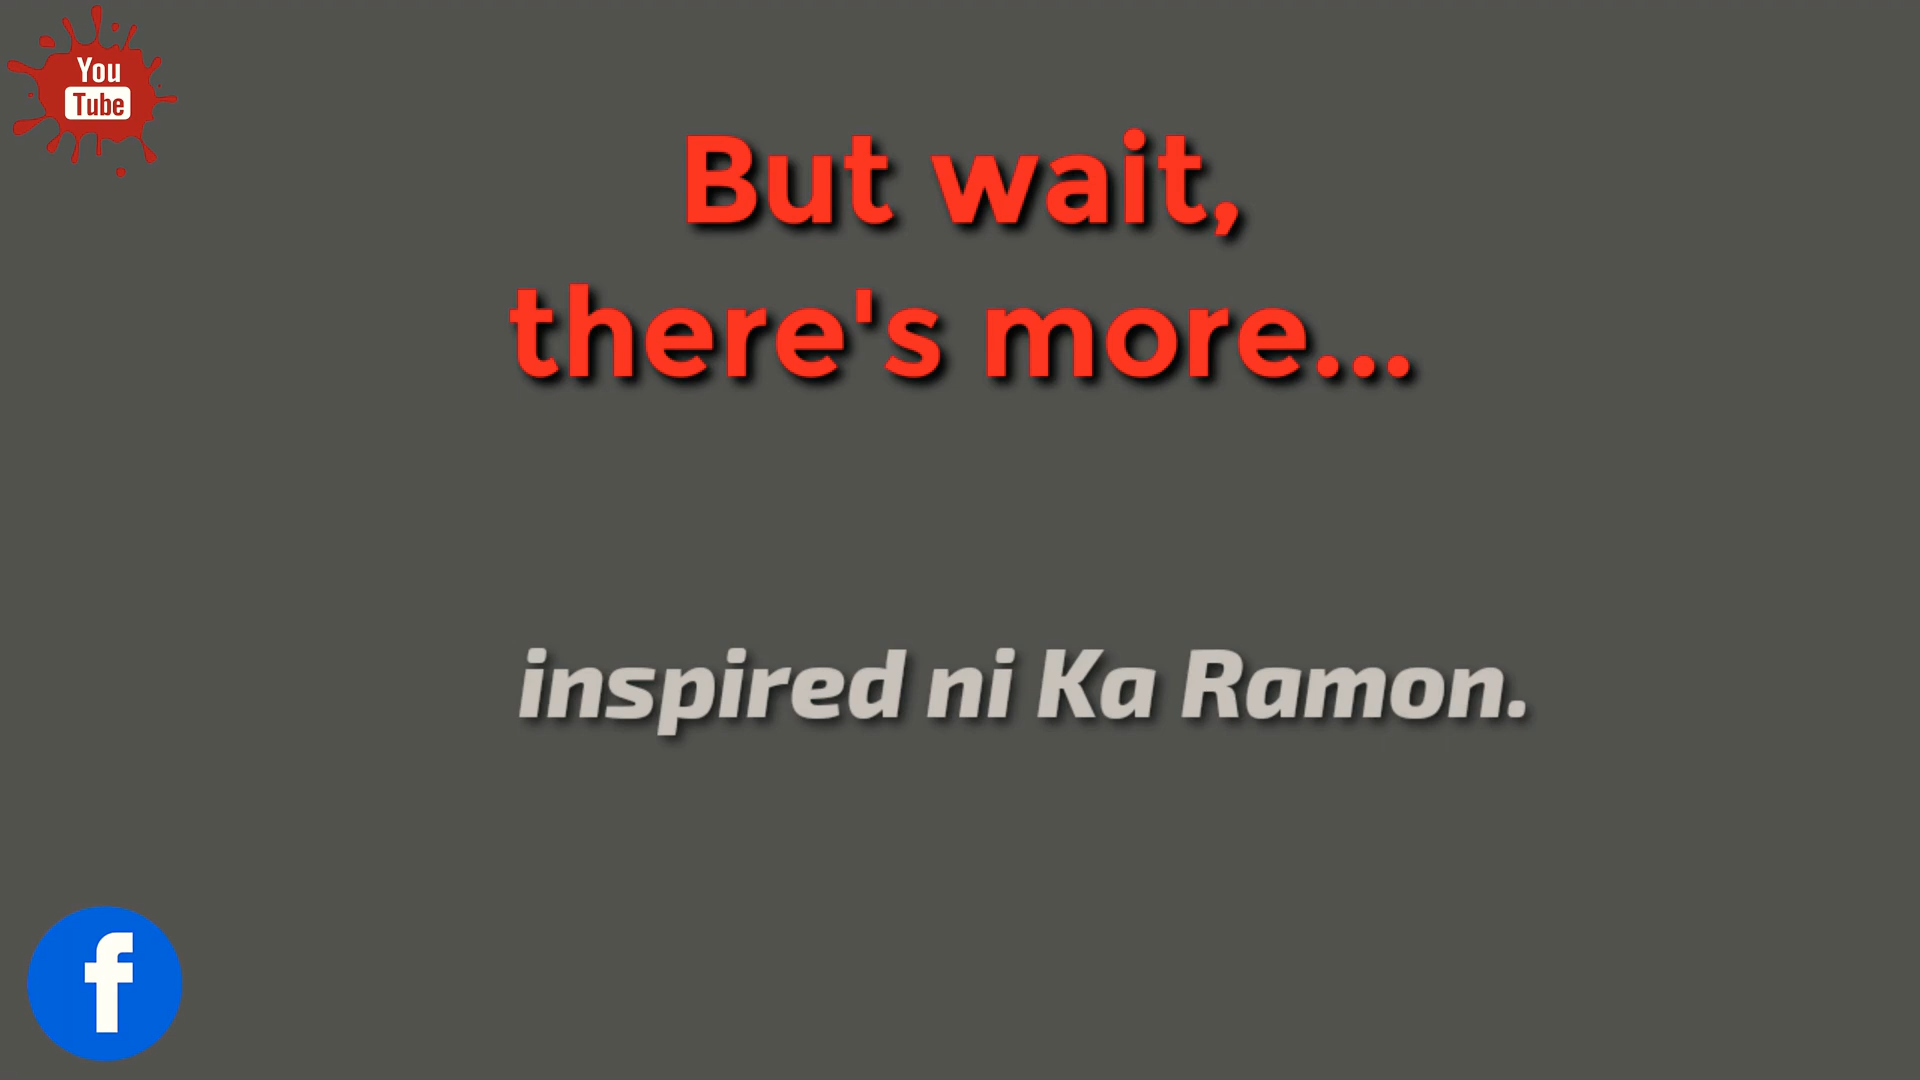 You
Tube
But wait,
there's more...
inspired ni Ka Ramon.
f